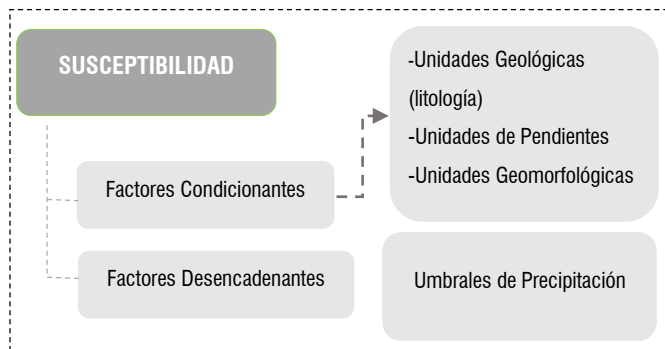 SUSCEPTIBILIDAD
-Unidades Geológicas
(litología)
-Unidades de Pendientes
-Unidades Geomorfológicas
Factores Condicionantes
Factores Desencadenantes
Umbrales de Precipitación